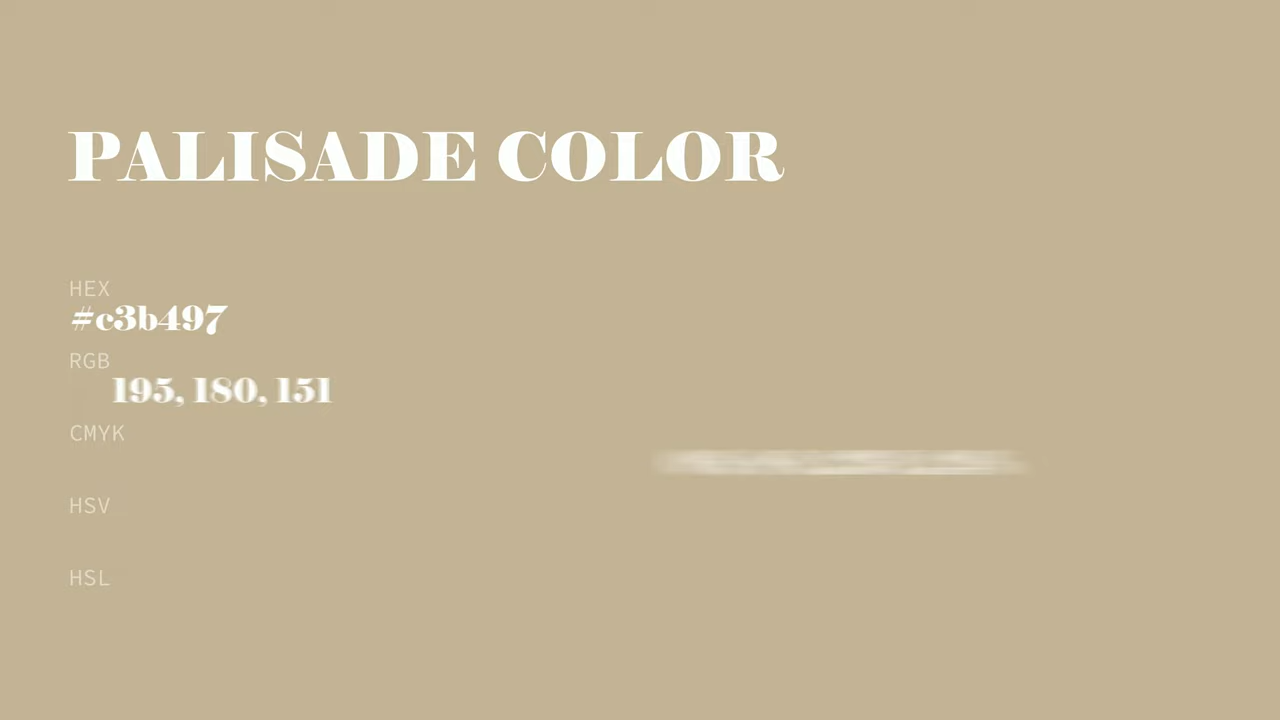 PALISADE COLOR
HEX
#c3b497
RGB
195, 180, 151
CMYK
HSV
HSL